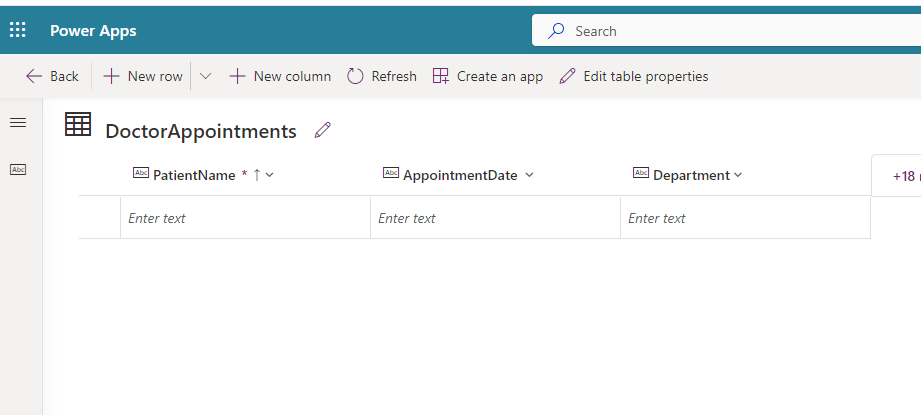 Power Apps
Search
Back New row New column Refresh Create an app Edit table properties
DoctorAppointments
Abc
Abc PatientName * ↑ Abc AppointmentDate Abc Department +18
Enter text Enter text Enter text